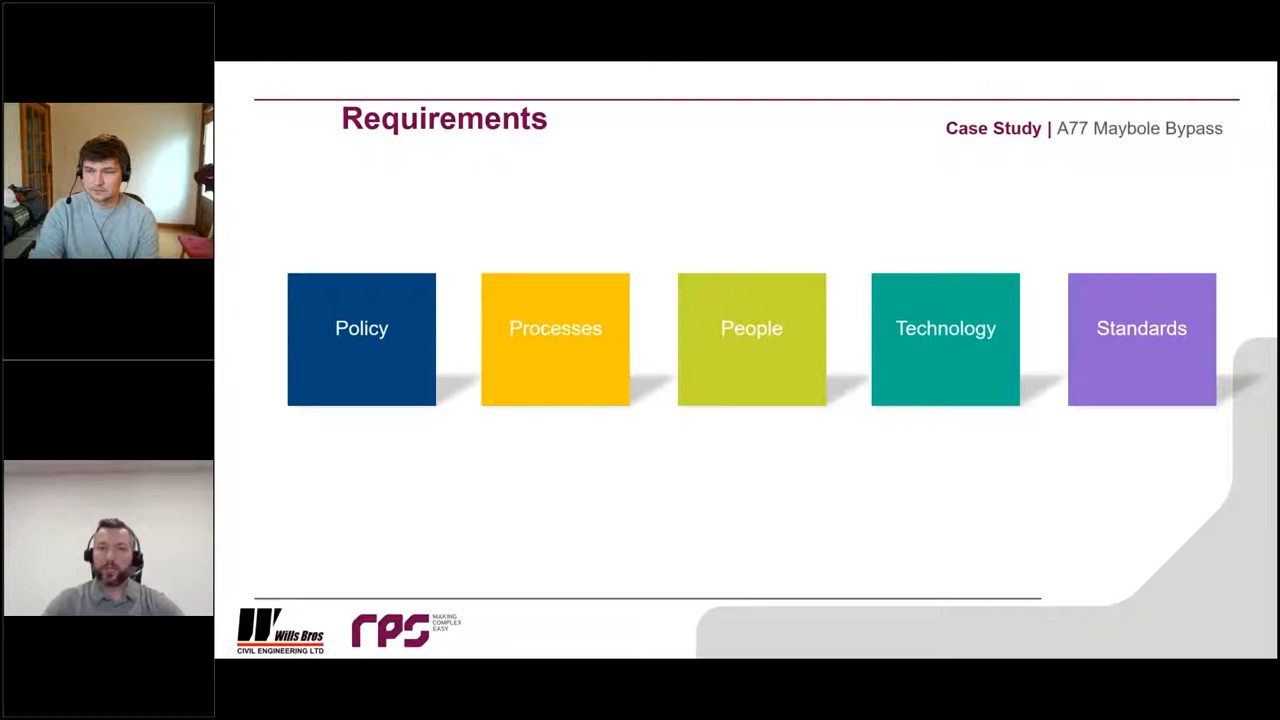 Requirements
Case Study | A77 Maybole Bypass
Policy
Processes
People
Technology
Standards
W
Wills Bros
CIVIL ENGINEERING LTD
rps
MAKING
COMPLEX
EASY